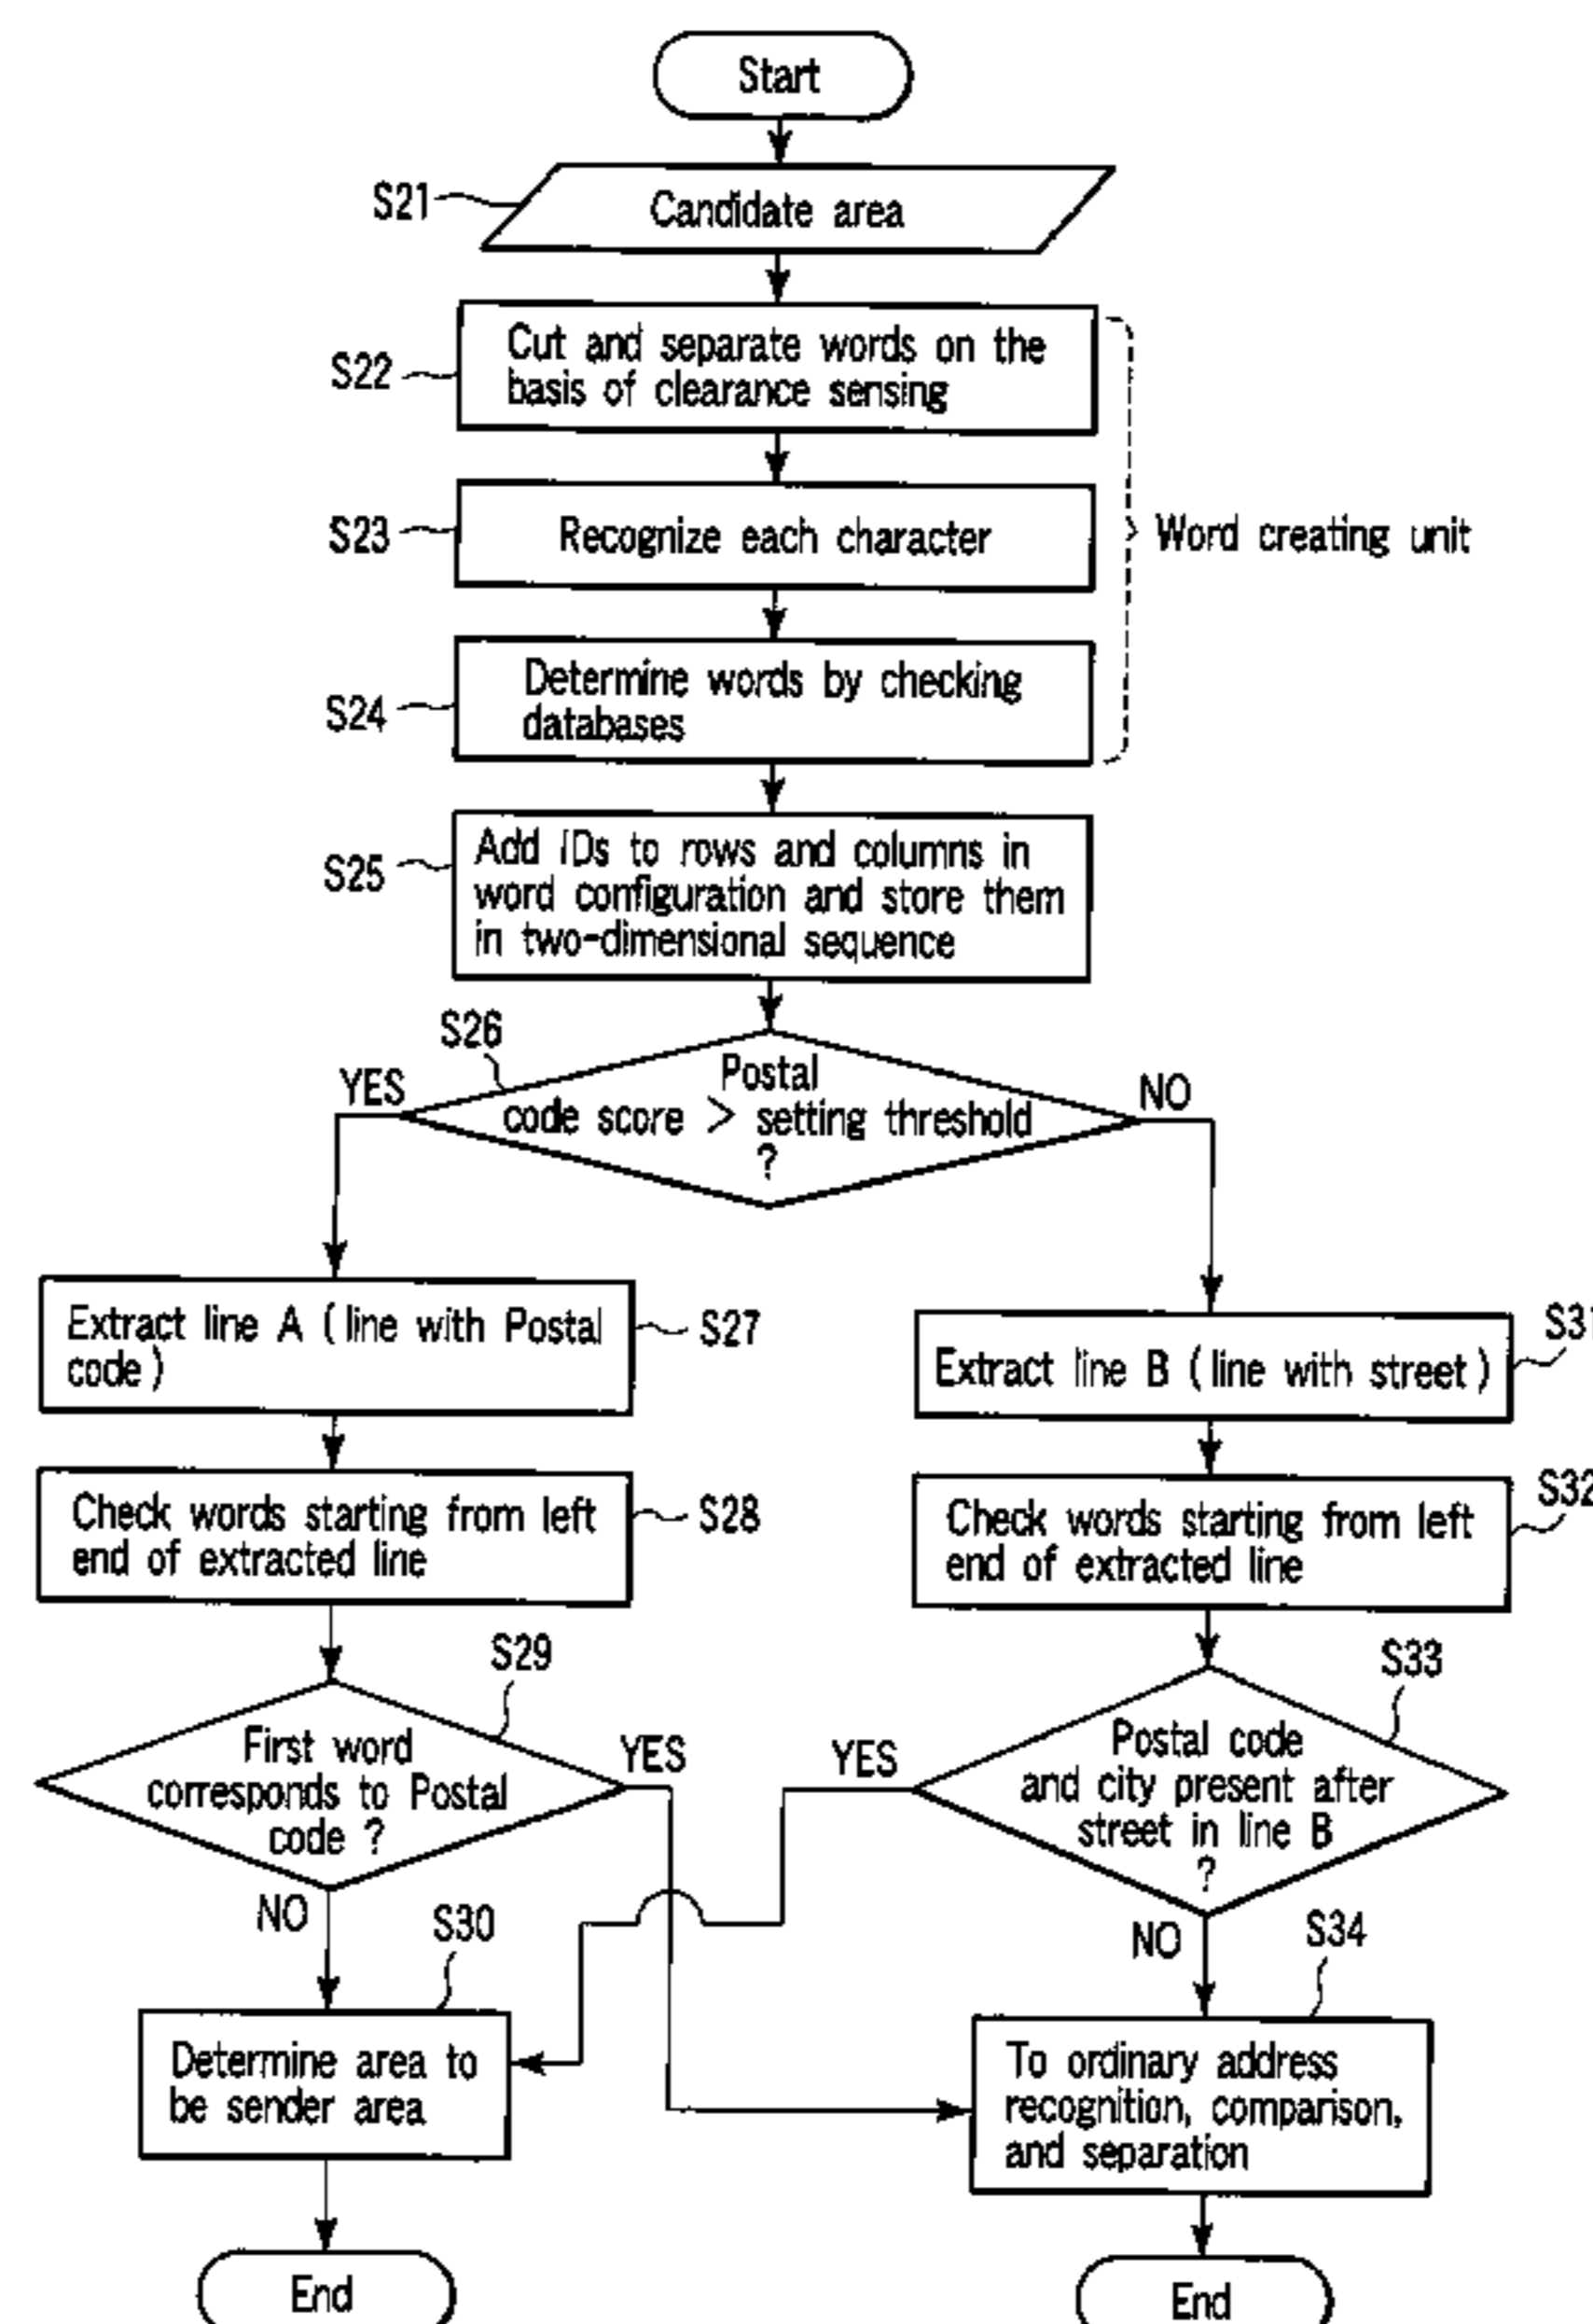 Start
S21
Candidate area
S22
Cut and separate words on the
basis of clearance sensing
S23
Recognize each character
Word creating unit
S24
Determine words by checking
databases
S25
Add IDs to rows and columns in
word configuration and store them
in two-dimensional sequence
S26
YES
Postal
code score > setting threshold
?
NO
Extract line A (line with Postal
code)
S27
Extract line B (line with street)
S31
Check words starting from left
end of extracted line
S28
Check words starting from left
end of extracted line
S32
S29
First word
corresponds to Postal
code ?
YES
NO
S33
YES
Postal code
and city present after
street in line B
?
NO
S30
Determine area to
be sender area
S34
To ordinary address
recognition, comparison,
and separation
End
End